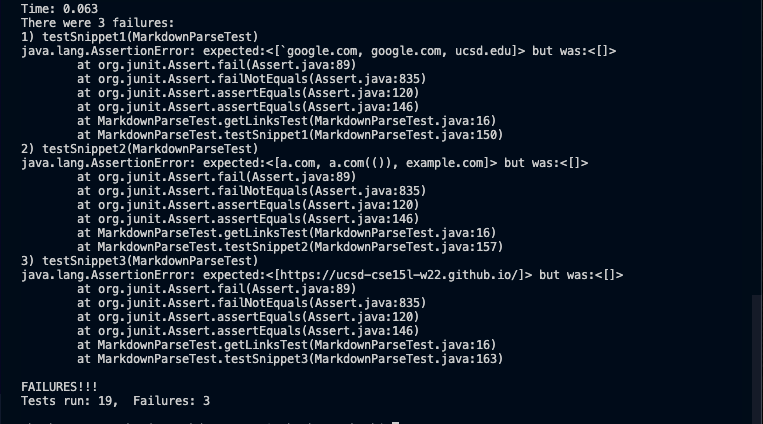 Time: 0.063
There were 3 failures:
1) testSnippet1(MarkdownParseTest)
java.lang.AssertionError: expected:<[`google.com, google.com, ucsd.edu]> but was:<[]>
        at org.junit.Assert.fail(Assert.java:89)
        at org.junit.Assert.failNotEquals(Assert.java:835)
        at org.junit.Assert.assertEquals(Assert.java:120)
        at org.junit.Assert.assertEquals(Assert.java:146)
        at MarkdownParseTest.getLinksTest(MarkdownParseTest.java:16)
        at MarkdownParseTest.testSnippet1(MarkdownParseTest.java:150)
2) testSnippet2(MarkdownParseTest)
java.lang.AssertionError: expected:<[a.com, a.com(()), example.com]> but was:<[]>
        at org.junit.Assert.fail(Assert.java:89)
        at org.junit.Assert.failNotEquals(Assert.java:835)
        at org.junit.Assert.assertEquals(Assert.java:120)
        at org.junit.Assert.assertEquals(Assert.java:146)
        at MarkdownParseTest.getLinksTest(MarkdownParseTest.java:16)
        at MarkdownParseTest.testSnippet2(MarkdownParseTest.java:157)
3) testSnippet3(MarkdownParseTest)
java.lang.AssertionError: expected:<[https://ucsd-cse15l-w22.github.io/]> but was:<[]>
        at org.junit.Assert.fail(Assert.java:89)
        at org.junit.Assert.failNotEquals(Assert.java:835)
        at org.junit.Assert.assertEquals(Assert.java:120)
        at org.junit.Assert.assertEquals(Assert.java:146)
        at MarkdownParseTest.getLinksTest(MarkdownParseTest.java:16)
        at MarkdownParseTest.testSnippet3(MarkdownParseTest.java:163)
FAILURES!!!
Tests run: 19,  Failures: 3